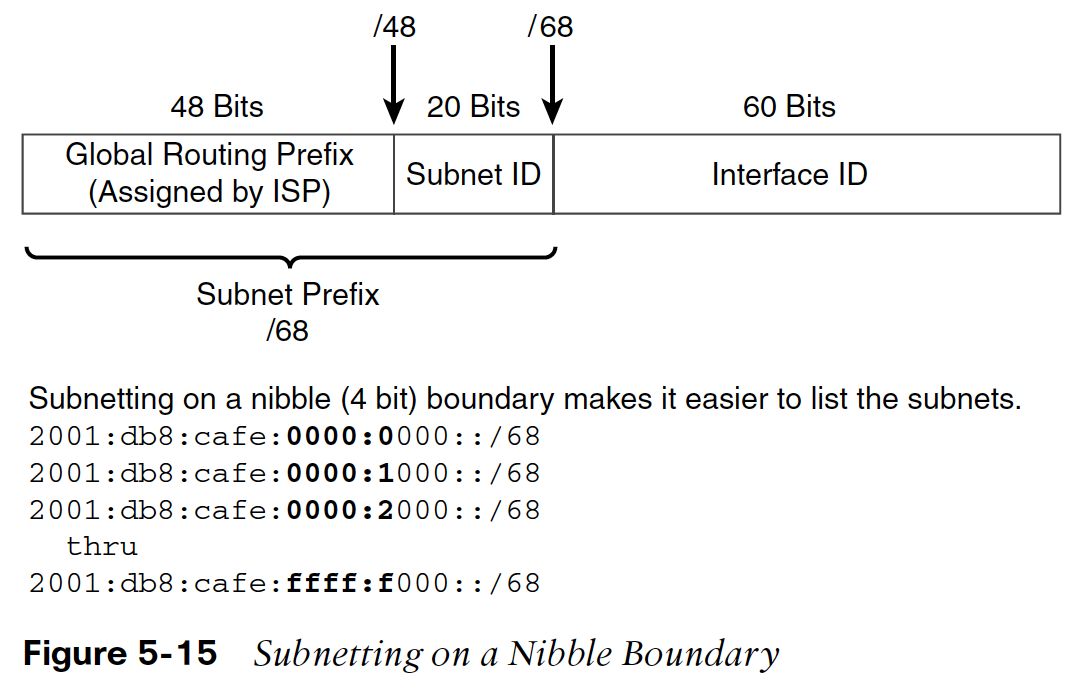 /48 /68
48 Bits 20 Bits 60 Bits
Global Routing Prefix
(Assigned by ISP)
Subnet ID
Interface ID
Subnet Prefix
/68
Subnetting on a nibble (4 bit) boundary makes it easier to list the subnets.
2001:db8:cafe:0000:0000::/68
2001:db8:cafe:0000:1000::/68
2001:db8:cafe:0000:2000::/68
thru
2001:db8:cafe:ffff:f000::/68
Figure 5-15 Subnetting on a Nibble Boundary